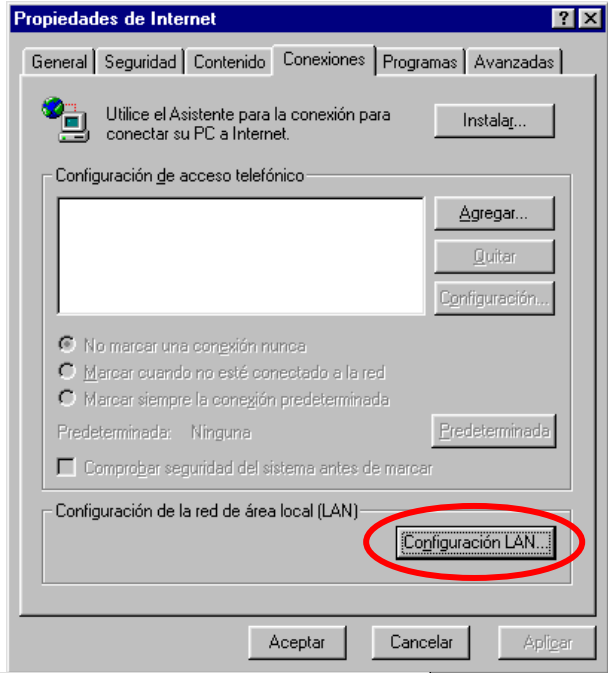 Propiedades de Internet
General Seguridad Contenido Conexiones Programas Avanzadas
Utilice el Asistente para la conexión para
conectar su PC a Internet.
Instalar...
Configuración de acceso telefónico
Agregar...
Quitar
Configuración...
No marcar una conexión nunca
Marcar cuando no esté conectado a la red
Marcar siempre la conexión predeterminada
Predeterminada: Ninguna
Predeterminada
Comprobar seguridad del sistema antes de marcar
Configuración de la red de área local (LAN)
Configuración LAN...
Aceptar Cancelar Aplicar